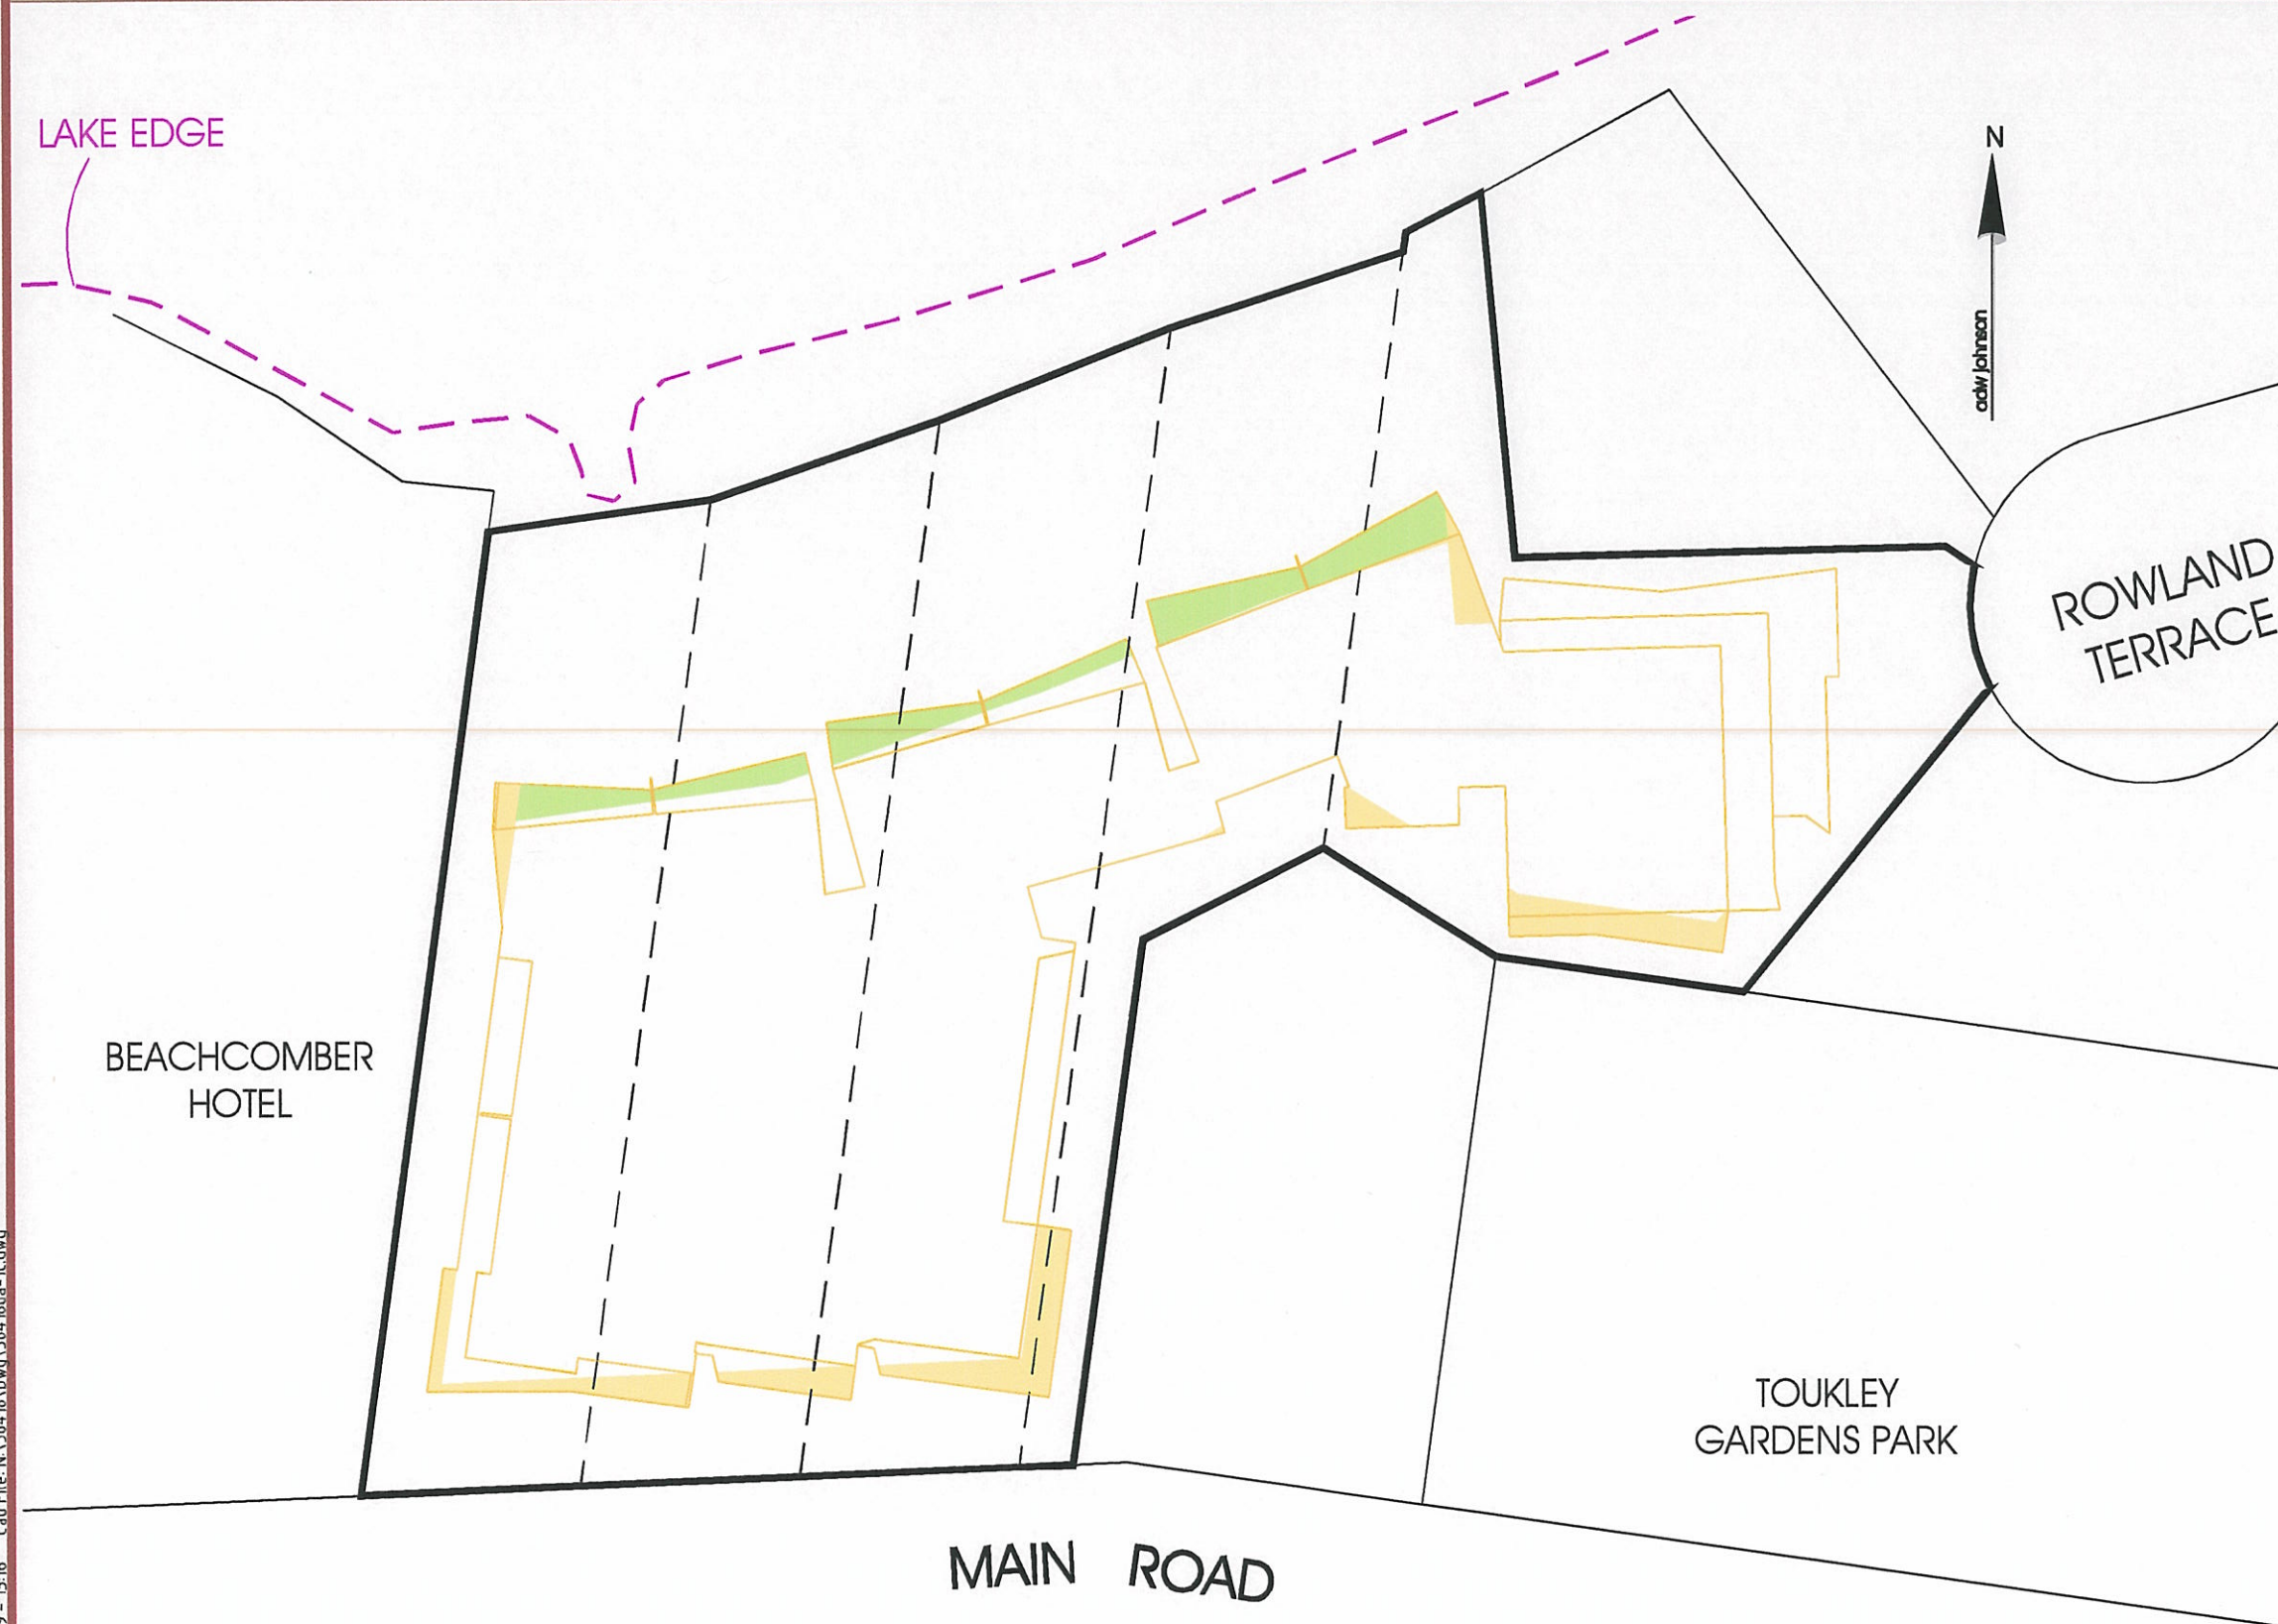 LAKE EDGE
N
adw johnson
ROWLAND
TERRACE
BEACHCOMBER
HOTEL
TOUKLEY
GARDENS PARK
MAIN ROAD